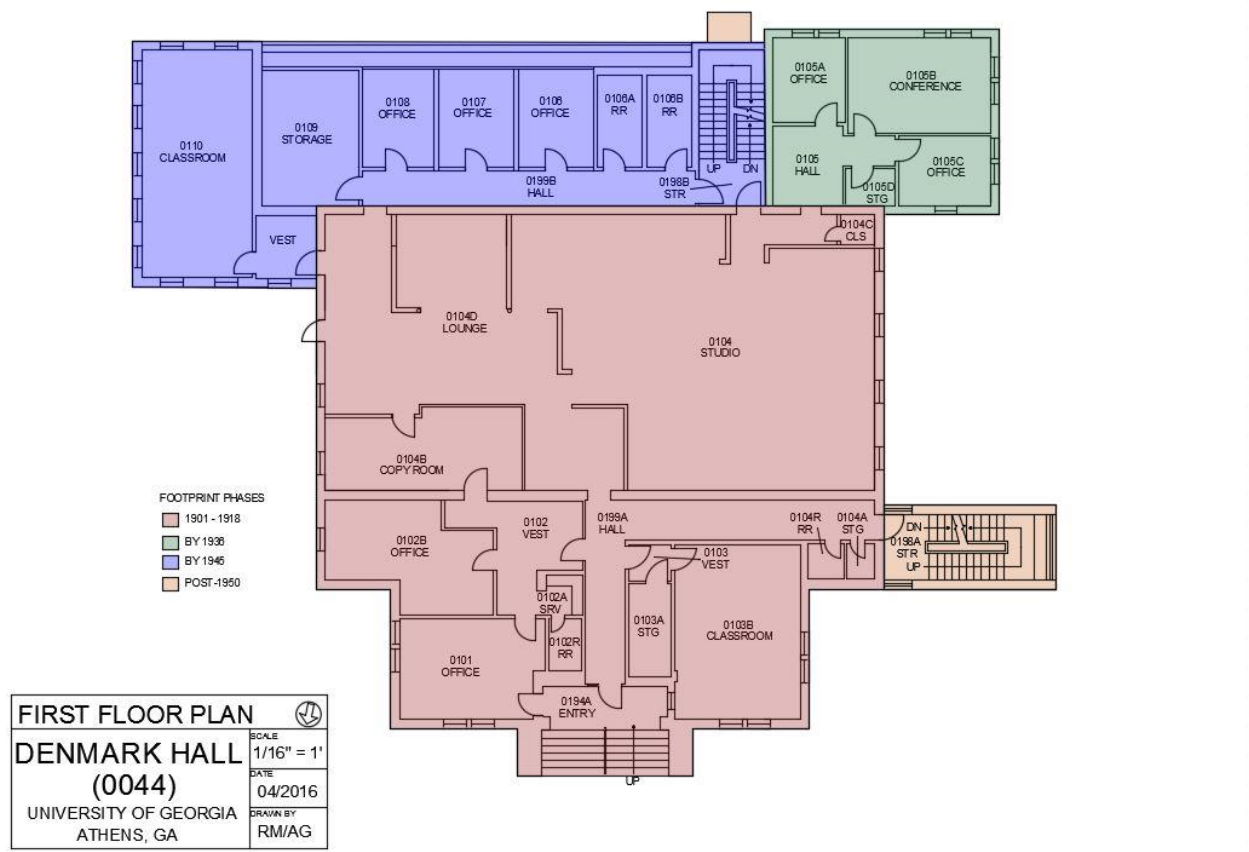 0105A
OFFICE
0105B
CONFERENCE
0110
CLASSROOM
0109
STORAGE
0108
OFFICE
0107
OFFICE
0106
OFFICE
0106A
RR
0106B
RR
UP
DN
0105
HALL
0105C
OFFICE
0105D
STG
0199B
HALL
0198B
STR
VEST
0104C
CLS
0104D
LOUNGE
0104
STUDIO
0104B
COPY ROOM
FOOTPRINT PHASES
1901 - 1918
BY 1936
BY 1945
POST-1950
0102B
OFFICE
0102
VEST
0199A
HALL
0104R
RR
0104A
STG
DN
0198A
STR
UP
0103
VEST
0102A
SRV
0102R
RR
0103A
STG
0103B
CLASSROOM
0101
OFFICE
0194A
ENTRY
UP
FIRST FLOOR PLAN
DENMARK HALL
(0044)
UNIVERSITY OF GEORGIA
ATHENS, GA
SCALE
1/16" = 1'
DATE
04/2016
DRAWN BY
RM/AG